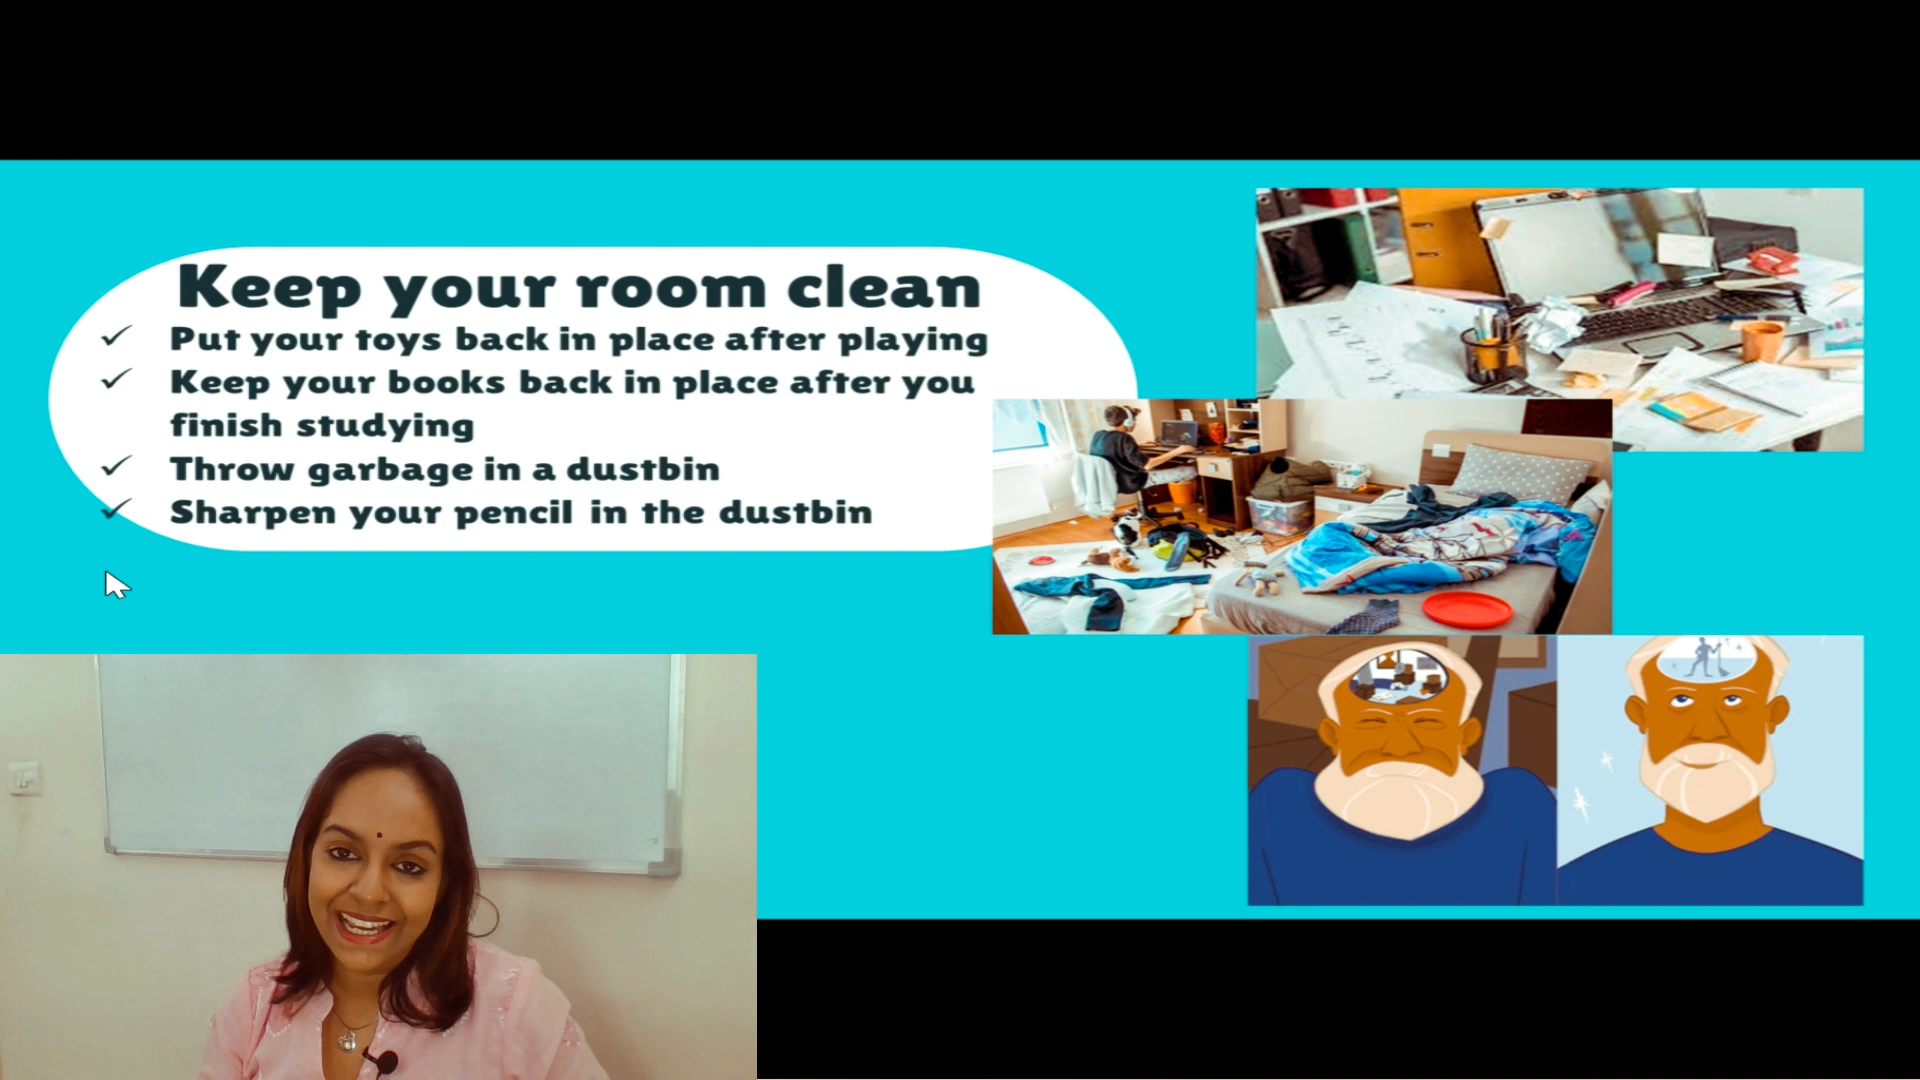 Keep your room clean
Put your toys back in place after playing
Keep your books back in place after you
finish studying
Throw garbage in a dustbin
Sharpen your pencil in the dustbin